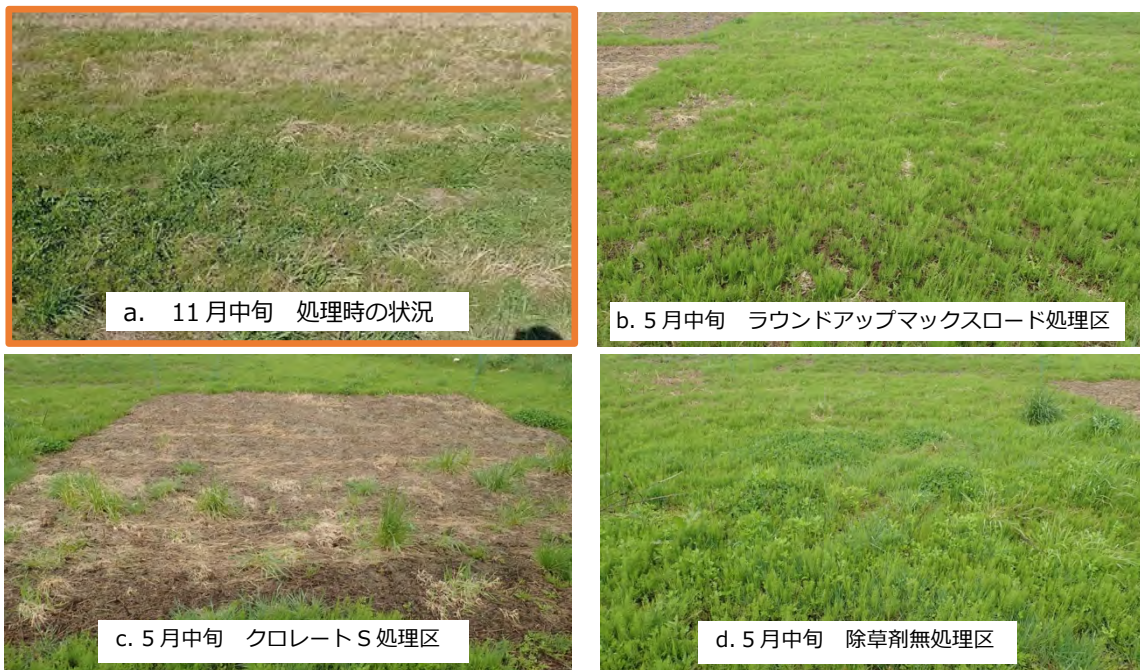 a. 11月中旬 処理時の状況
b. 5月中旬 ラウンドアップマックスロード処理区
c. 5月中旬 クロレートS処理区
d. 5月中旬 除草剤無処理区